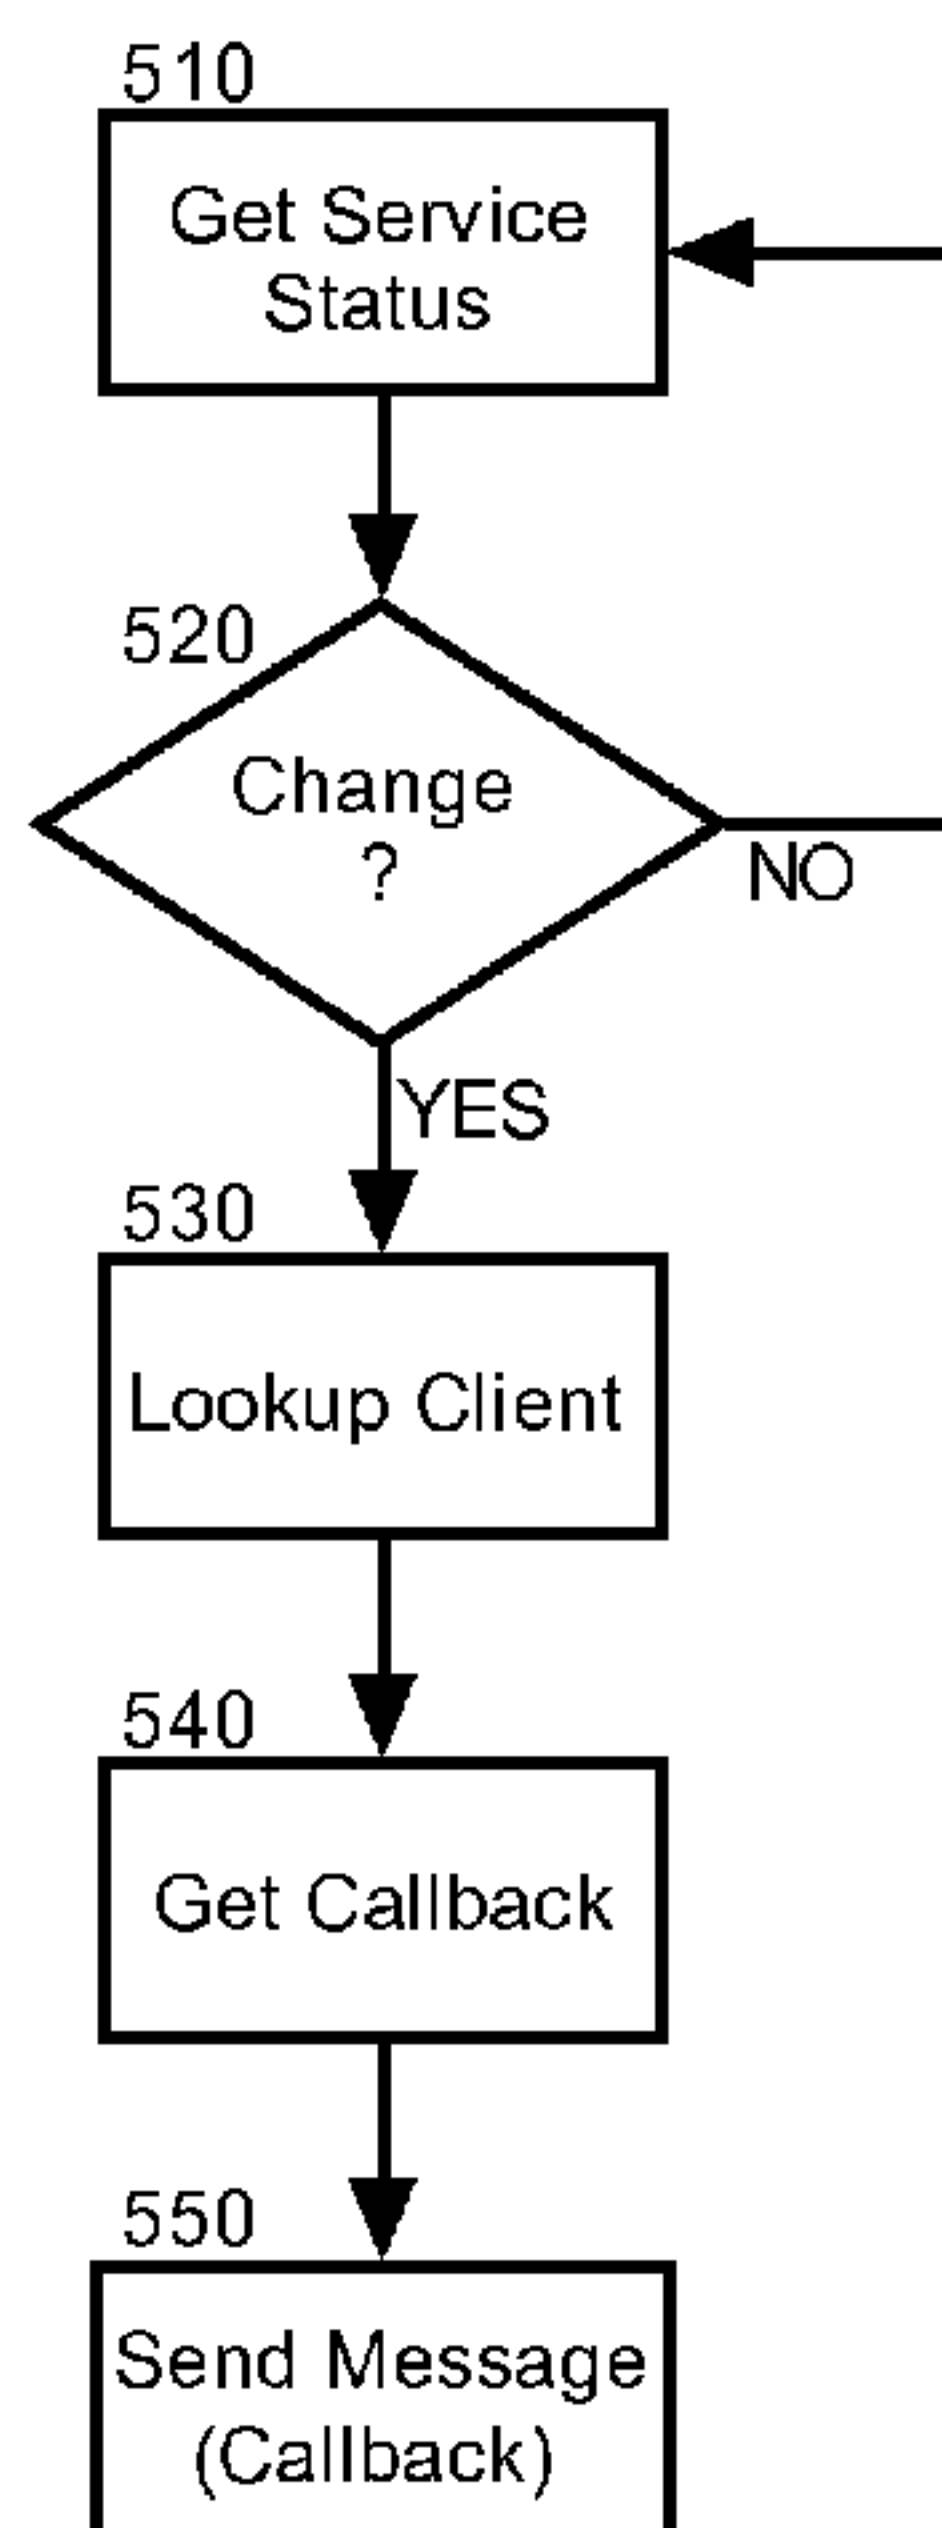 510
Get Service
Status
520
Change
?
NO
YES
530
Lookup Client
540
Get Callback
550
Send Message
(Callback)